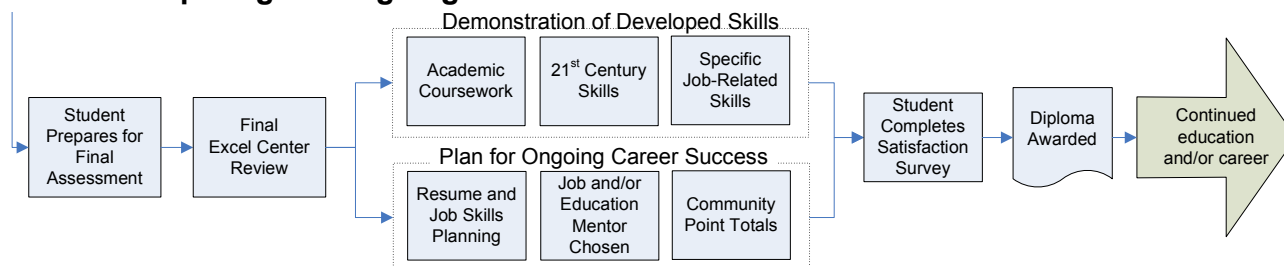 Demonstration of Developed Skills
Student
Prepares for
Final
Assessment
Final
Excel Center
Review
Academic
Coursework
21st Century
Skills
Specific
Job-Related
Skills
Plan for Ongoing Career Success
Resume and
Job Skills
Planning
Job and/or
Education
Mentor
Chosen
Community
Point Totals
Student
Completes
Satisfaction
Survey
Diploma
Awarded
Continued
education
and/or career